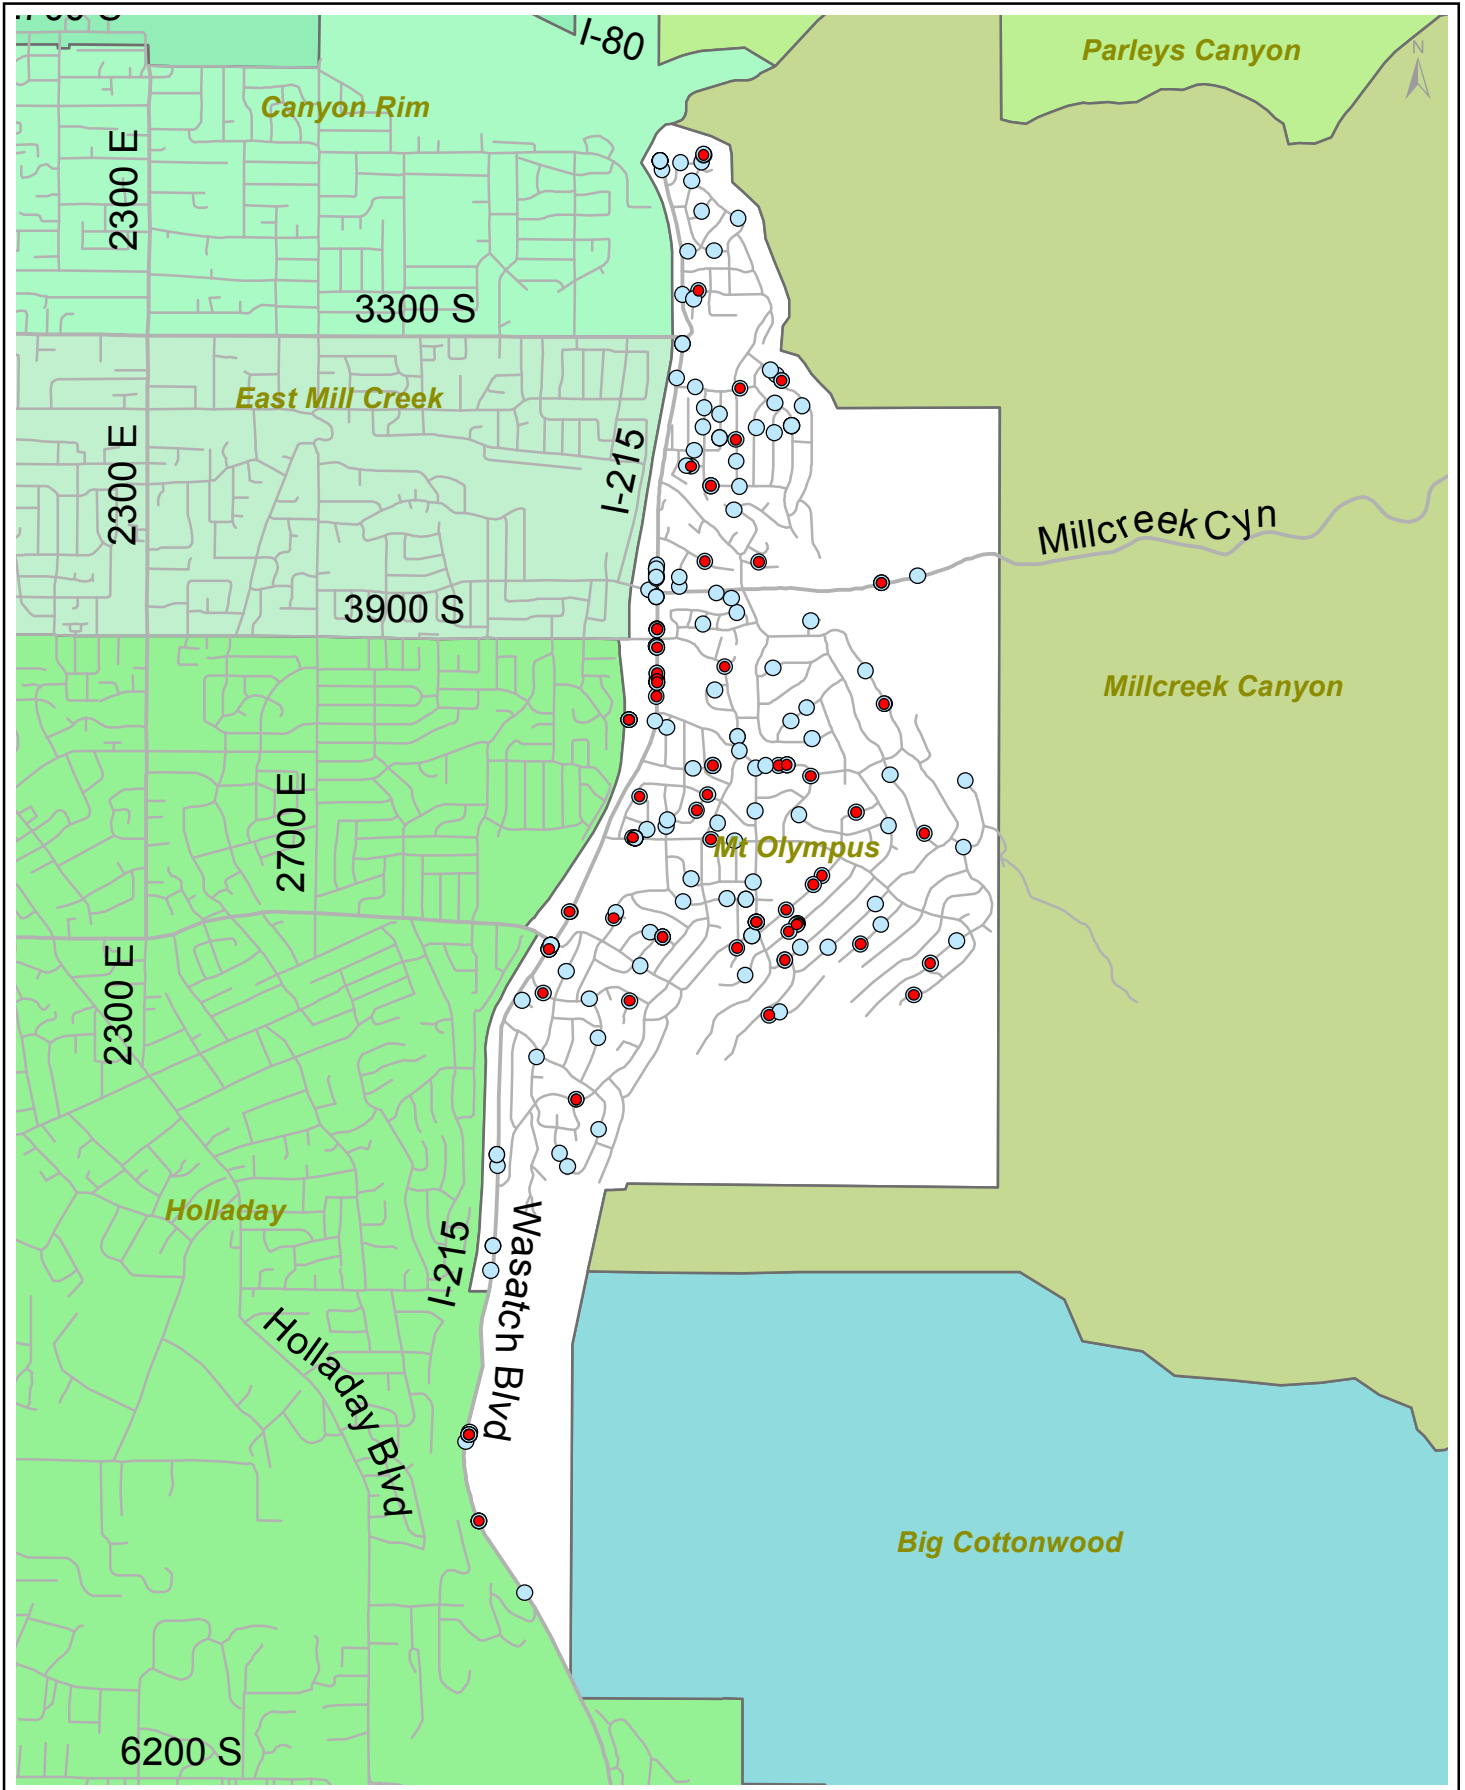 I-80
Parleys Canyon
N
Canyon Rim
2300 E
3300 S
East Mill Creek
2300 E
I-215
Millcreek Cyn
3900 S
Millcreek Canyon
2700 E
Mt Olympus
2300 E
Holladay
I-215
Wasatch Blvd
Holladay Blvd
Big Cottonwood
6200 S